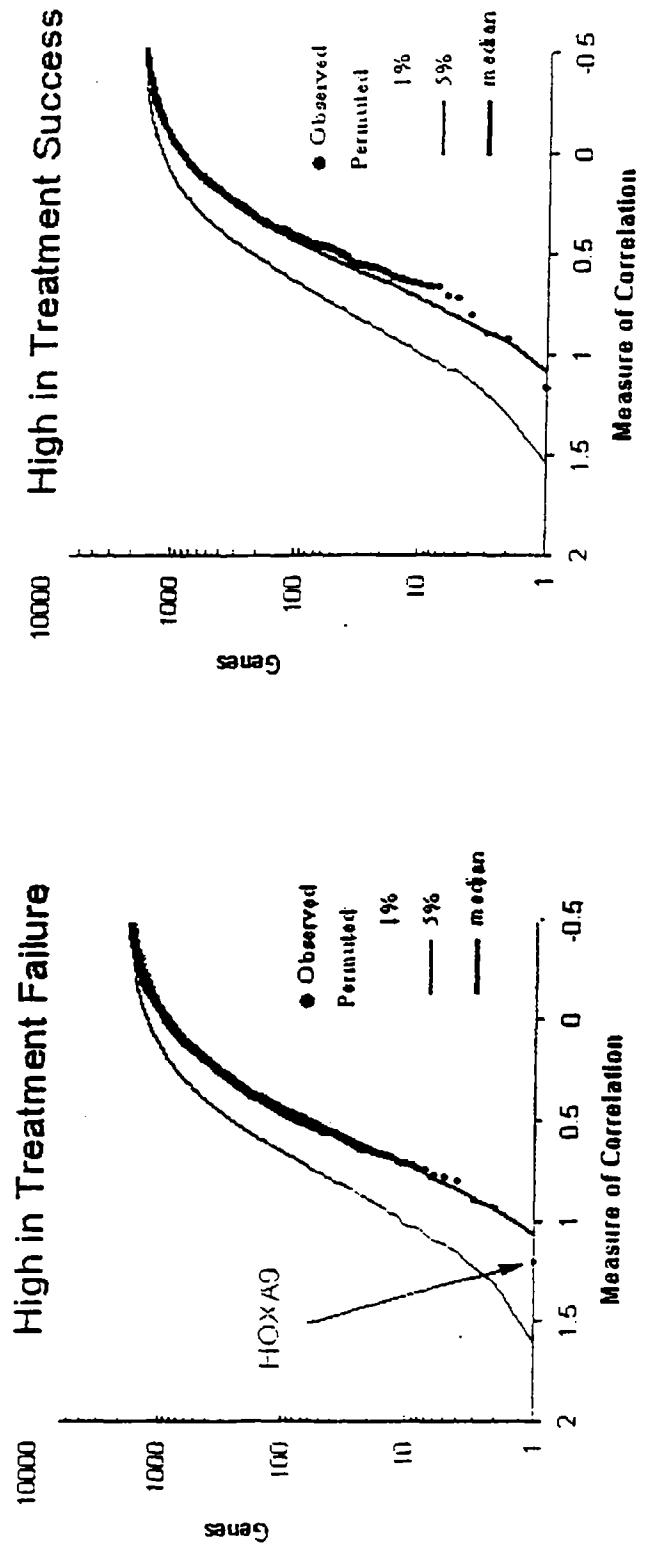 High in Treatment Failure
Genes
10000
1000
100
10
1
HOXA9
Observed
Permuted
1%
5%
median
2
1.5
1
0.5
0
-0.5
Measure of Correlation
High in Treatment Success
Genes
10000
1000
100
10
1
Observed
Permuted
1%
5%
median
2
1.5
1
0.5
0
-0.5
Measure of Correlation